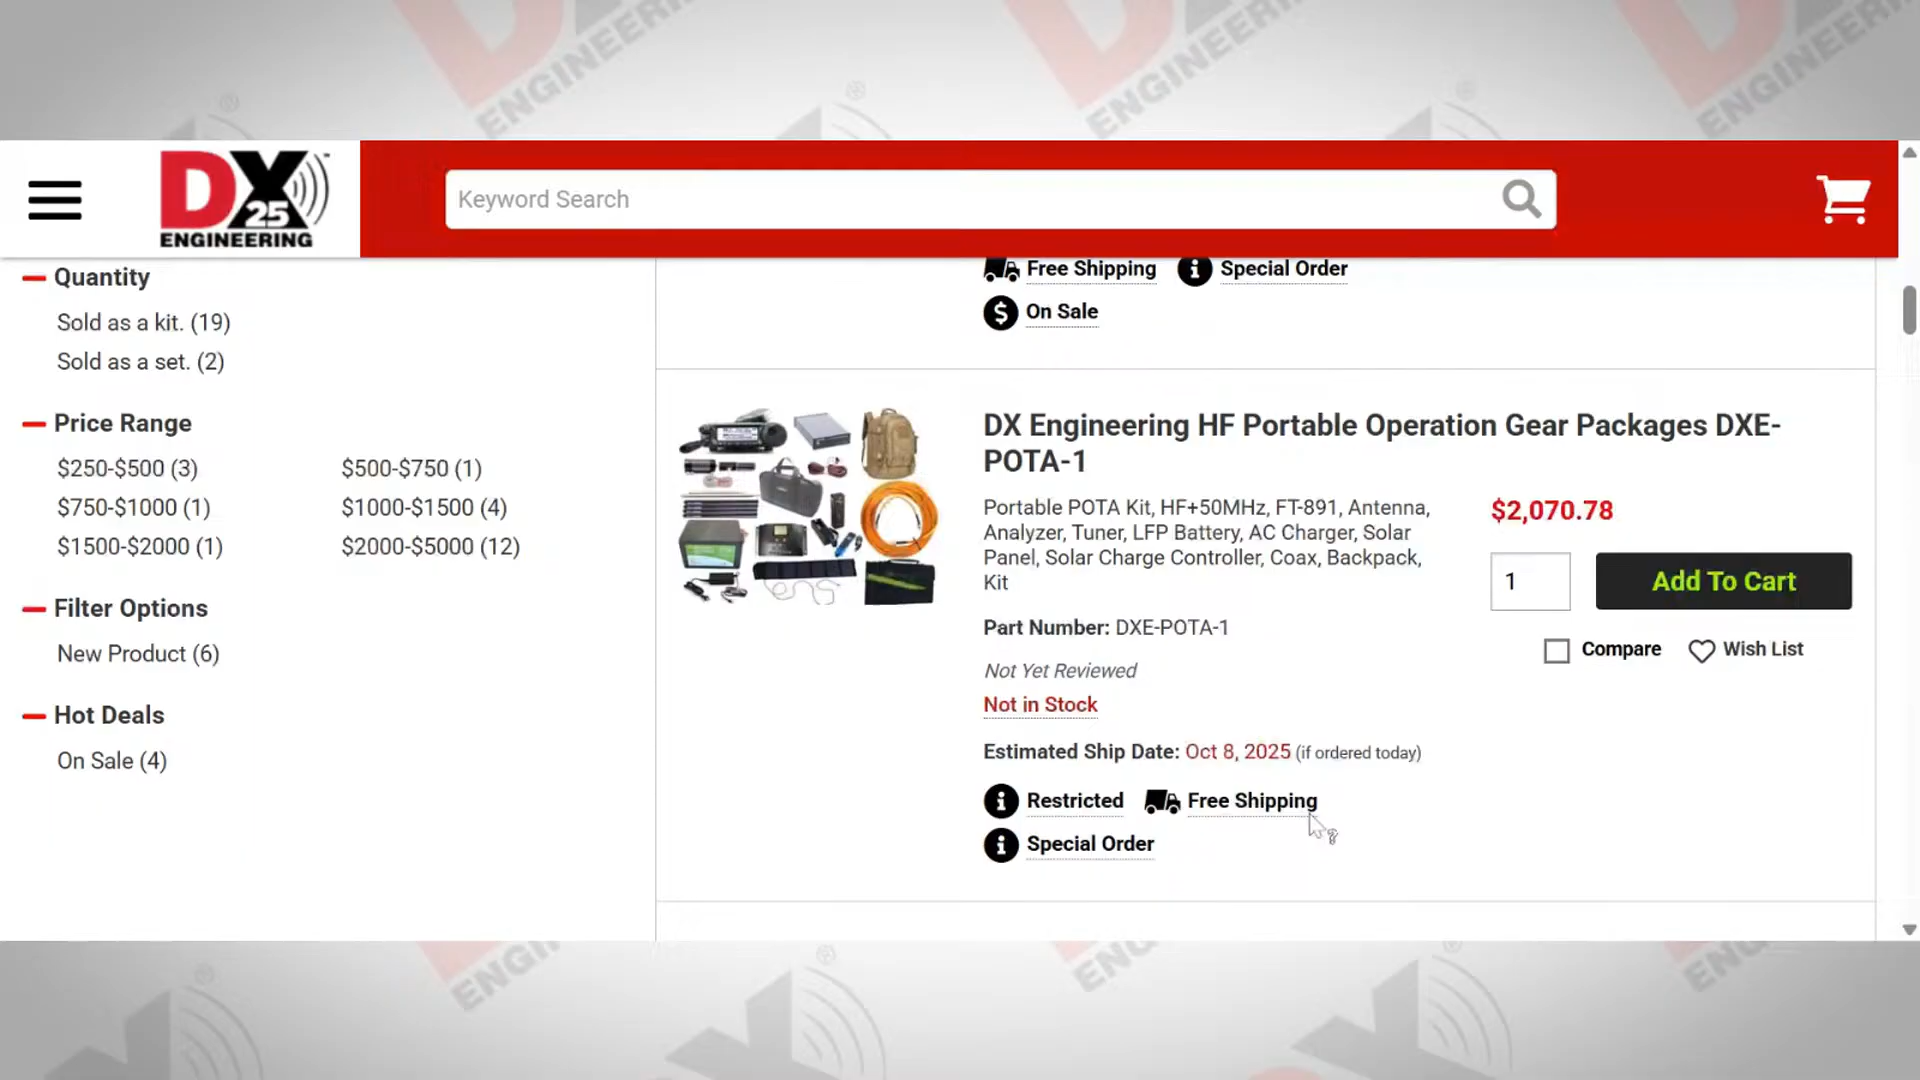 ENGINEERING
ENGINEERING
ENGINEERING
DX
25
ENGINEERING
Keyword Search
Quantity
Sold as a kit. (19)
Sold as a set. (2)
Price Range
$250-$500 (3)
$500-$750 (1)
$750-$1000 (1)
$1000-$1500 (4)
$1500-$2000 (1)
$2000-$5000 (12)
Filter Options
New Product (6)
Hot Deals
On Sale (4)
Free Shipping
Special Order
On Sale
DX Engineering HF Portable Operation Gear Packages DXE-
POTA-1
Portable POTA Kit, HF+50MHz, FT-891, Antenna,
Analyzer, Tuner, LFP Battery, AC Charger, Solar
Panel, Solar Charge Controller, Coax, Backpack,
Kit
$2,070.78
1
Add To Cart
Compare
Wish List
Part Number: DXE-POTA-1
Not Yet Reviewed
Not in Stock
Estimated Ship Date: Oct 8, 2025 (if ordered today)
Restricted
Free Shipping
Special Order